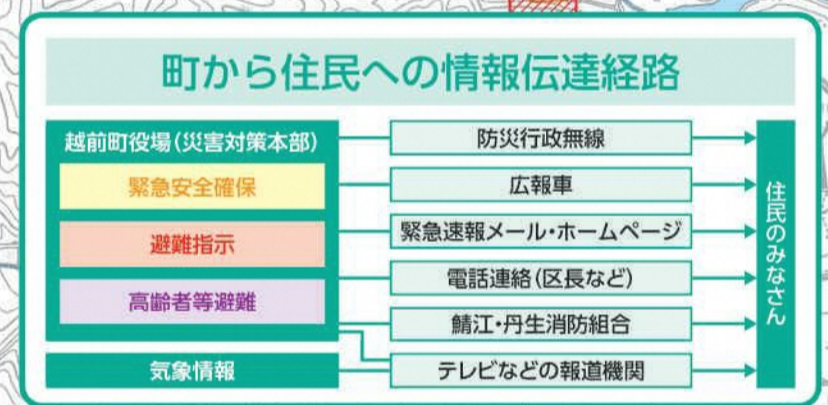 町から住民への情報伝達経路
越前町役場(災害対策本部)
緊急安全確保
避難指示
高齢者等避難
気象情報
防災行政無線
広報車
緊急速報メール・ホームページ
電話連絡(区長など)
鯖江・丹生消防組合
テレビなどの報道機関
住民のみなさん